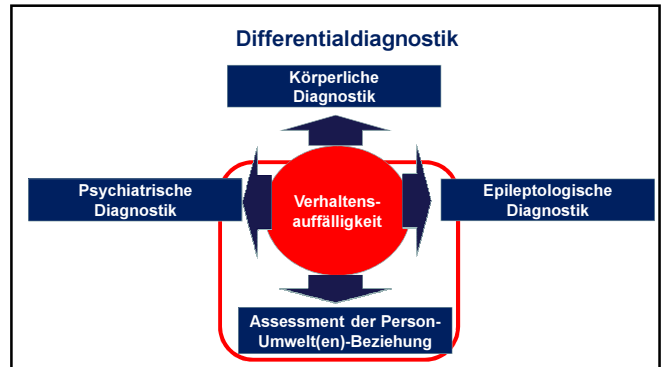 Differentialdiagnostik
Körperliche
Diagnostik
Psychiatrische
Diagnostik
Verhaltens-
auffälligkeit
Epileptologische
Diagnostik
Assessment der Person-
Umwelt(en)-Beziehung